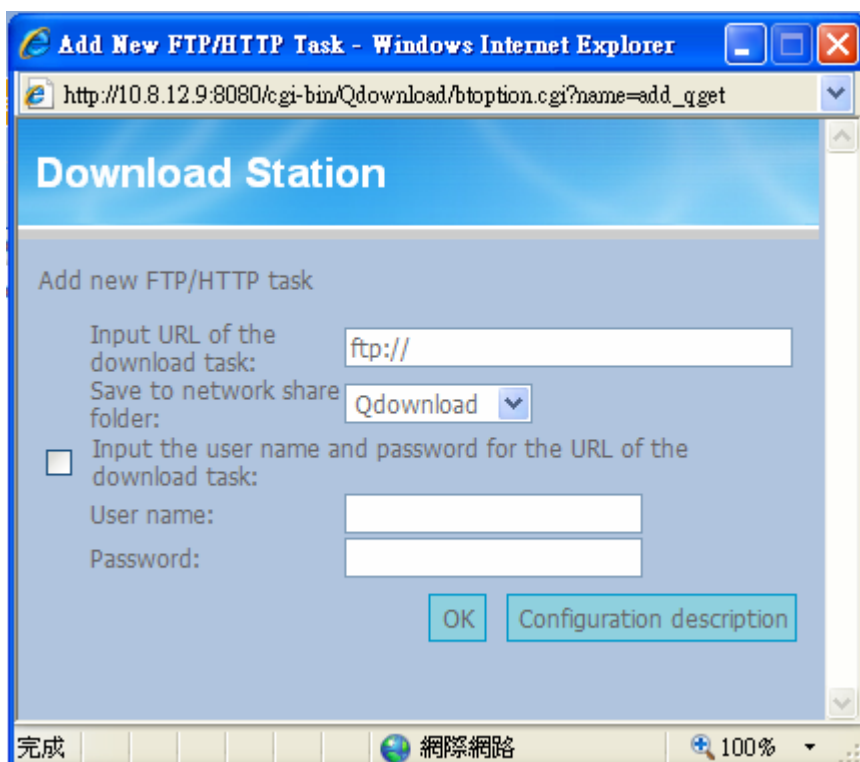 Add New FTP/HTTP Task - Windows Internet Explorer
http://10.8.12.9:8080/cgi-bin/Qdownload/btoption.cgi?name=add_qget
Download Station
Add new FTP/HTTP task
Input URL of the
download task:
ftp://
Save to network share
folder:
Qdownload
Input the user name and password for the URL of the
download task:
User name:
Password:
OK
Configuration description
完成
網際網路
100%